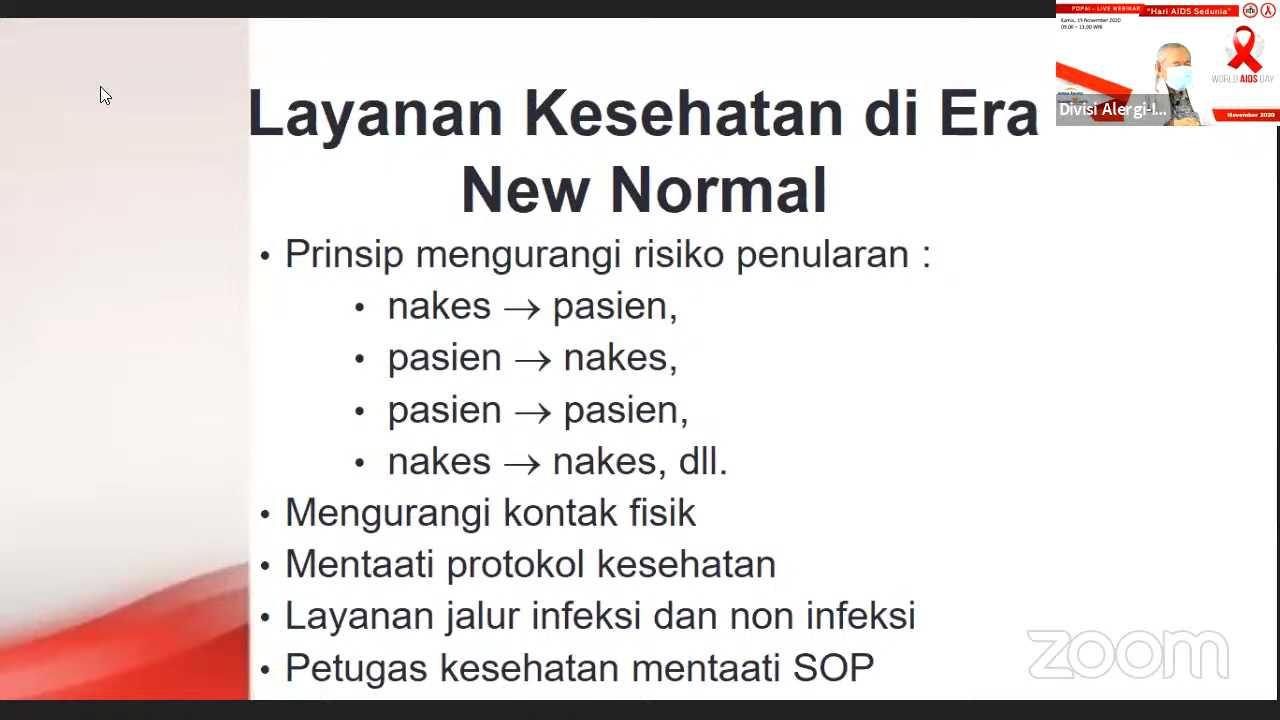 PDPAI - LIVE WEBINAR
"Hari AIDS Sedunia"
Kamis, 19 November 2020
09.00 – 13.00 WIB
WORLD AIDS DAY
Divisi Alergi-I...
November 2020
Layanan Kesehatan di Era
New Normal
• Prinsip mengurangi risiko penularan :
• nakes → pasien,
• pasien → nakes,
• pasien → pasien,
• nakes → nakes, dll.
• Mengurangi kontak fisik
• Mentaati protokol kesehatan
• Layanan jalur infeksi dan non infeksi
• Petugas kesehatan mentaati SOP
zoom